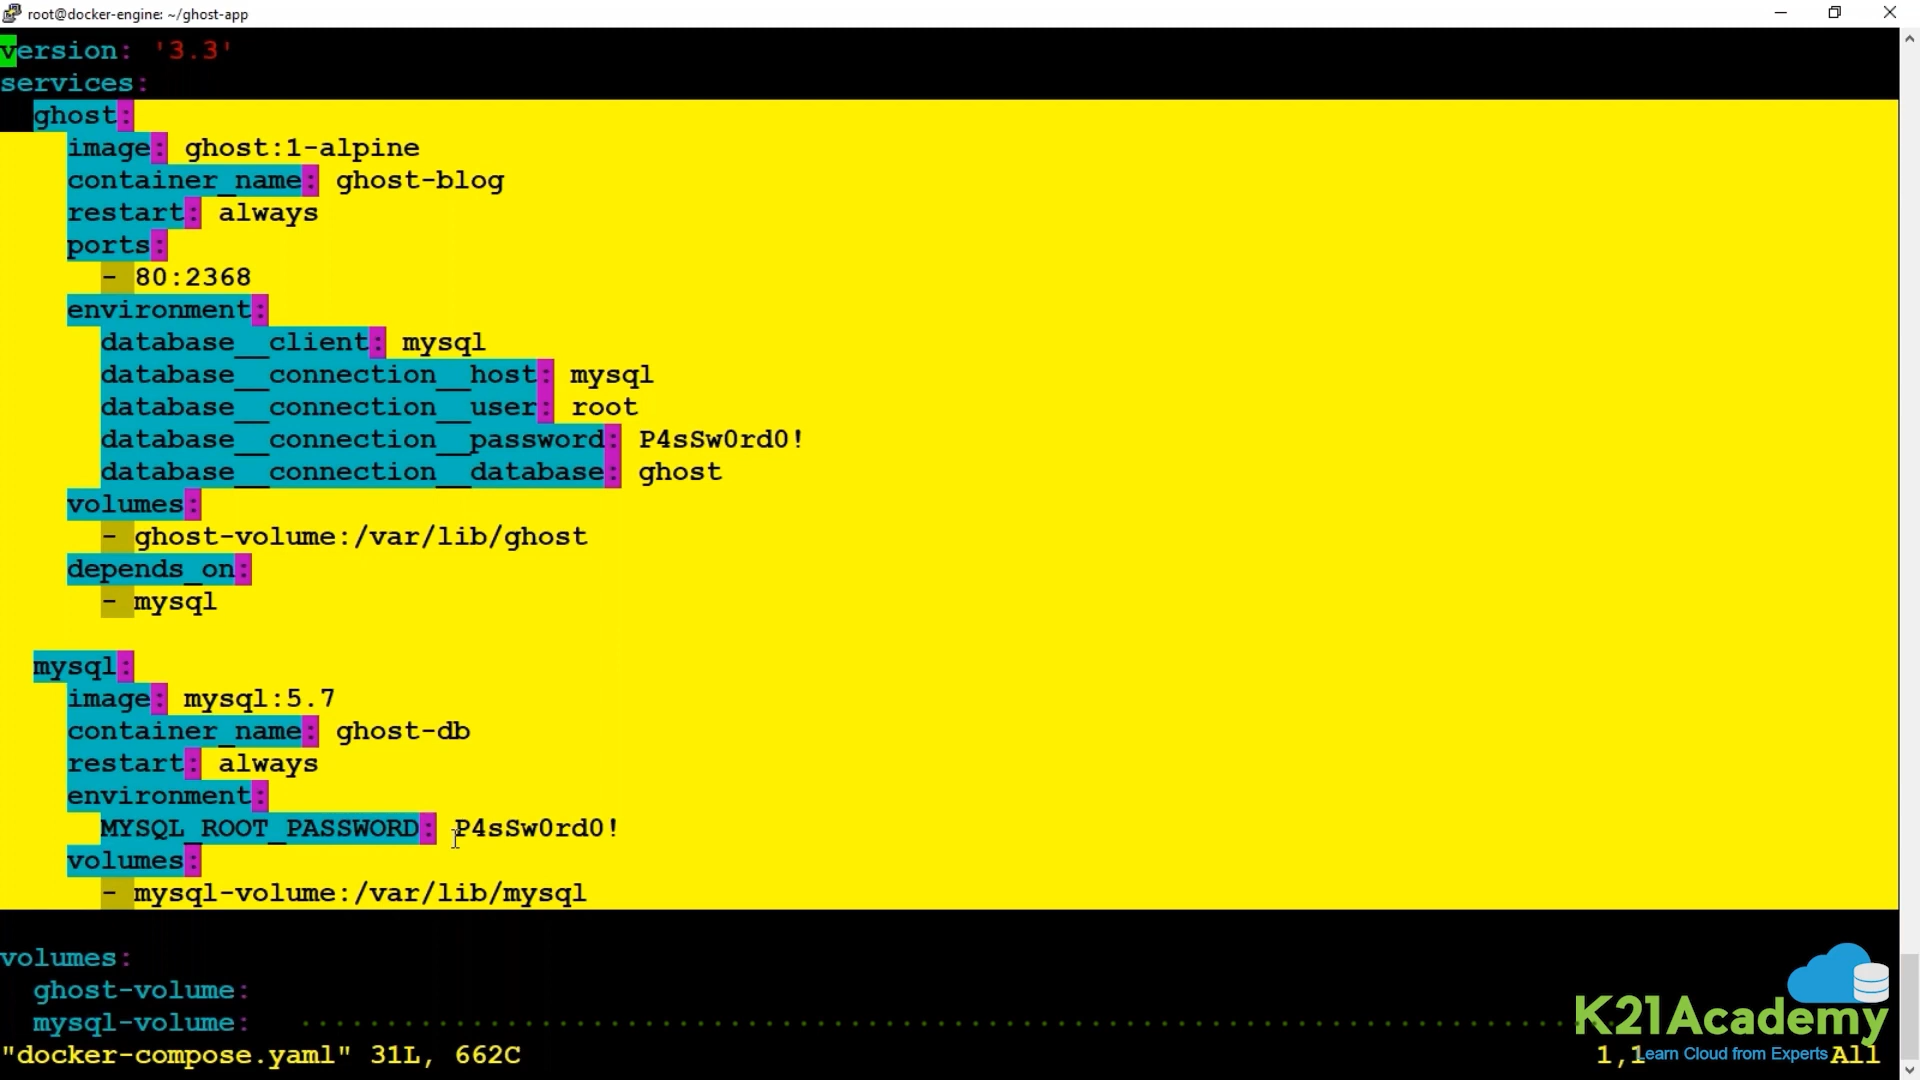 root@docker-engine: ~/ghost-app
version: '3.3'
services:
  ghost:
    image: ghost:1-alpine
    container_name: ghost-blog
    restart: always
    ports:
      - 80:2368
    environment:
      database__client: mysql
      database__connection__host: mysql
      database__connection__user: root
      database__connection__password: P4sSw0rd0!
      database__connection__database: ghost
    volumes:
      - ghost-volume:/var/lib/ghost
    depends_on:
      - mysql

  mysql:
    image: mysql:5.7
    container_name: ghost-db
    restart: always
    environment:
      MYSQL_ROOT_PASSWORD: P4sSw0rd0!
    volumes:
      - mysql-volume:/var/lib/mysql

volumes:
  ghost-volume:
  mysql-volume:
"docker-compose.yaml" 31L, 662C
1,1
All
K21Academy
Learn Cloud from Experts